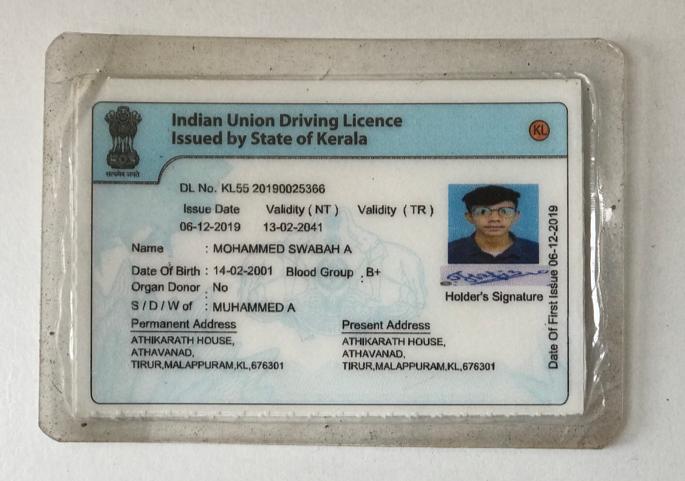 Indian Union Driving Licence
Issued by State of Kerala
KL
सत्यमेव जयते
DL No. KL55 20190025366
Issue Date Validity ( NT ) Validity ( TR )
06-12-2019 13-02-2041
Name : MOHAMMED SWABAH A
Date Of Birth : 14-02-2001 Blood Group : B+
Organ Donor : No
S / D / W of : MUHAMMED A
Permanent Address
ATHIKARATH HOUSE,
ATHAVANAD,
TIRUR,MALAPPURAM,KL,676301
Present Address
ATHIKARATH HOUSE,
ATHAVANAD,
TIRUR,MALAPPURAM,KL,676301
Holder's Signature
Date Of First Issue 06-12-2019